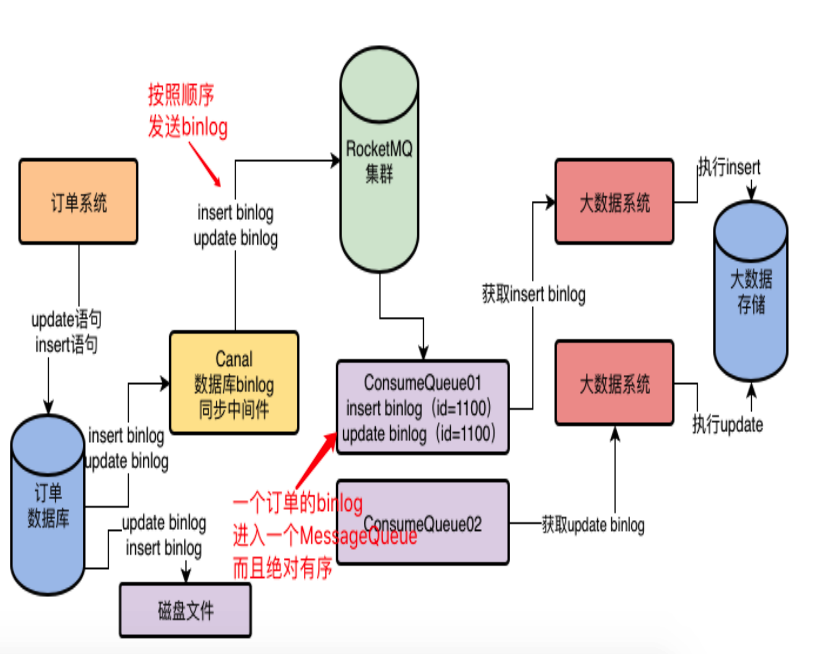 按照顺序
发送binlog
RocketMQ
集群
订单系统
insert binlog
update binlog
大数据系统
执行insert
大数据
存储
获取insert binlog
update语句
insert语句
Canal
数据库binlog
同步中间件
ConsumeQueue01
insert binlog（id=1100）
update binlog（id=1100）
大数据系统
执行update
insert binlog
update binlog
订单
数据库
一个订单的binlog
进入一个MessageQueue
而且绝对有序
ConsumeQueue02
获取update binlog
update binlog
insert binlog
磁盘文件